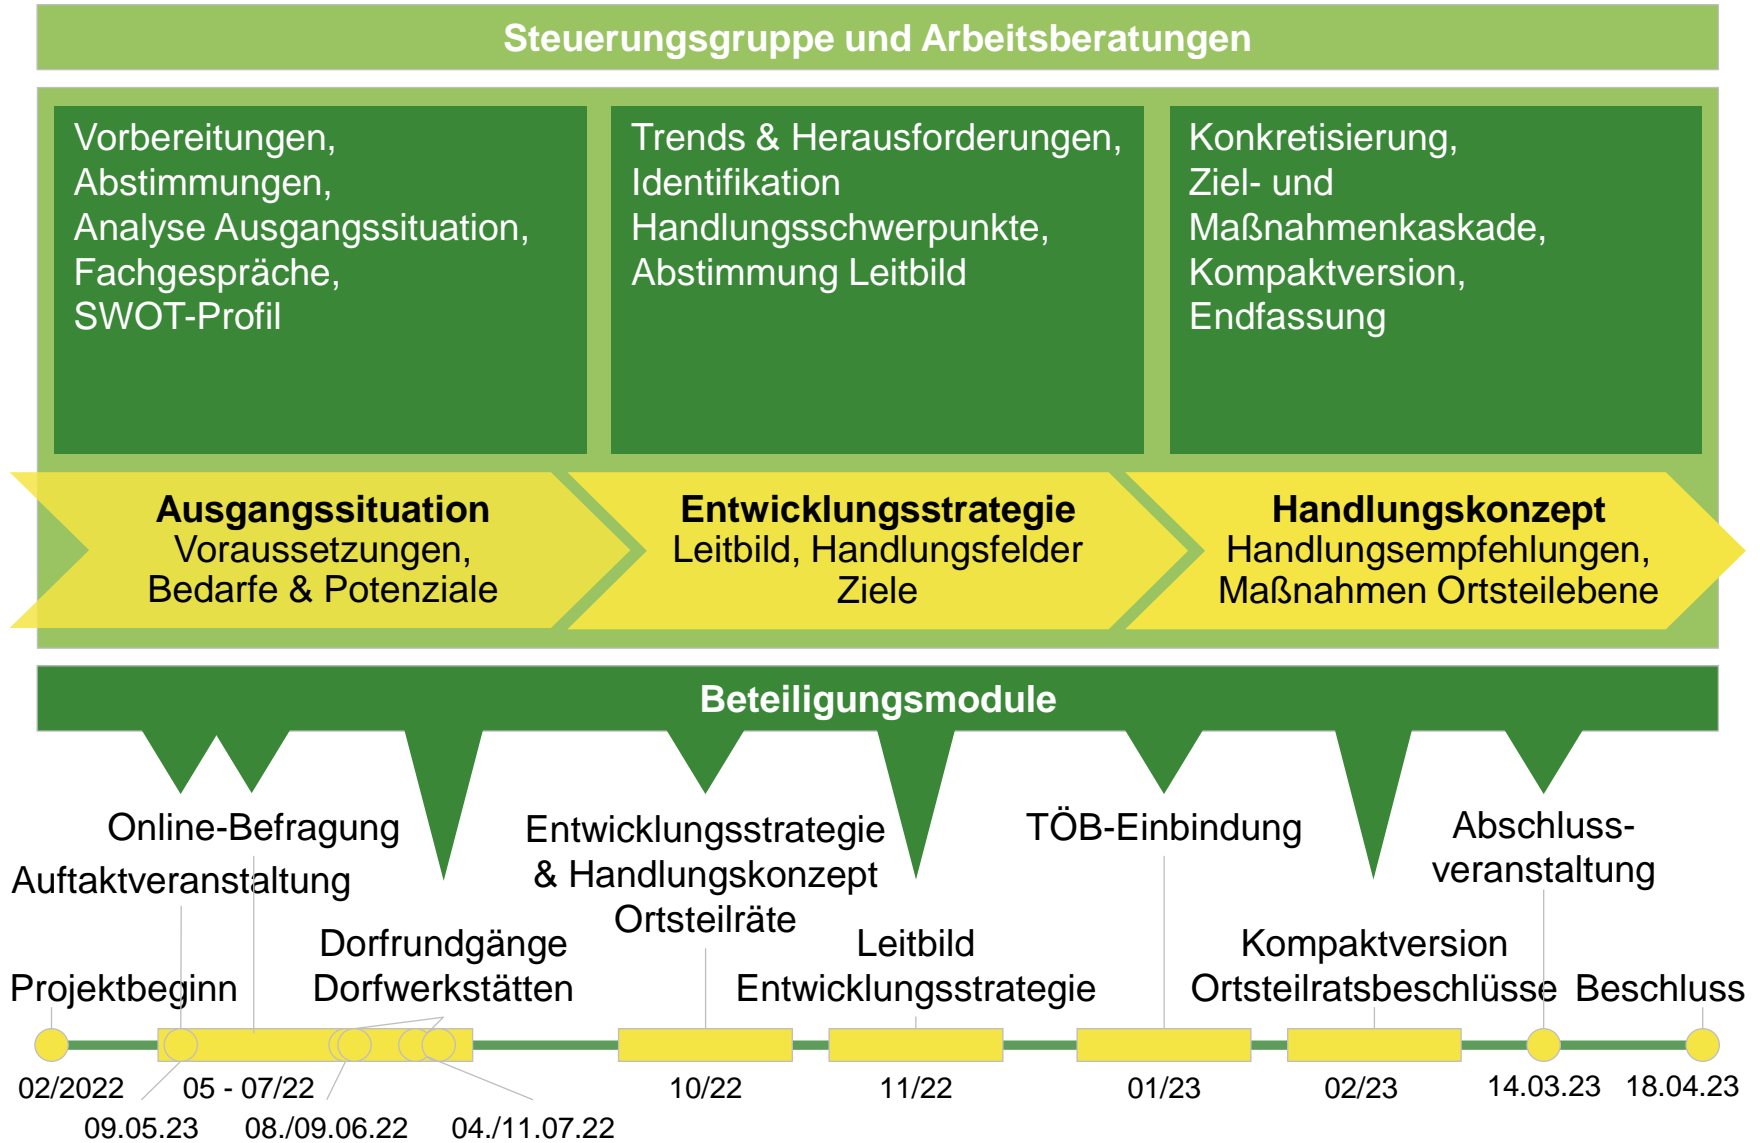 Steuerungsgruppe und Arbeitsberatungen
Vorbereitungen,
Abstimmungen,
Analyse Ausgangssituation,
Fachgespräche,
SWOT-Profil
Trends & Herausforderungen,
Identifikation
Handlungsschwerpunkte,
Abstimmung Leitbild
Konkretisierung,
Ziel- und
Maßnahmenkaskade,
Kompaktversion,
Endfassung
Ausgangssituation
Voraussetzungen,
Bedarfe & Potenziale
Entwicklungsstrategie
Leitbild, Handlungsfelder
Ziele
Handlungskonzept
Handlungsempfehlungen,
Maßnahmen Ortsteilebene
Beteiligungsmodule
Online-Befragung
Auftaktveranstaltung
Projektbeginn
Dorfrundgänge
Dorfwerkstätten
Entwicklungsstrategie
& Handlungskonzept
Ortsteilräte
Leitbild
Entwicklungsstrategie
TÖB-Einbindung
Kompaktversion
Ortsteilratsbeschlüsse
Abschluss-
veranstaltung
Beschluss
02/2022
05 - 07/22
10/22
11/22
01/23
02/23
14.03.23
18.04.23
09.05.23
08./09.06.22
04./11.07.22